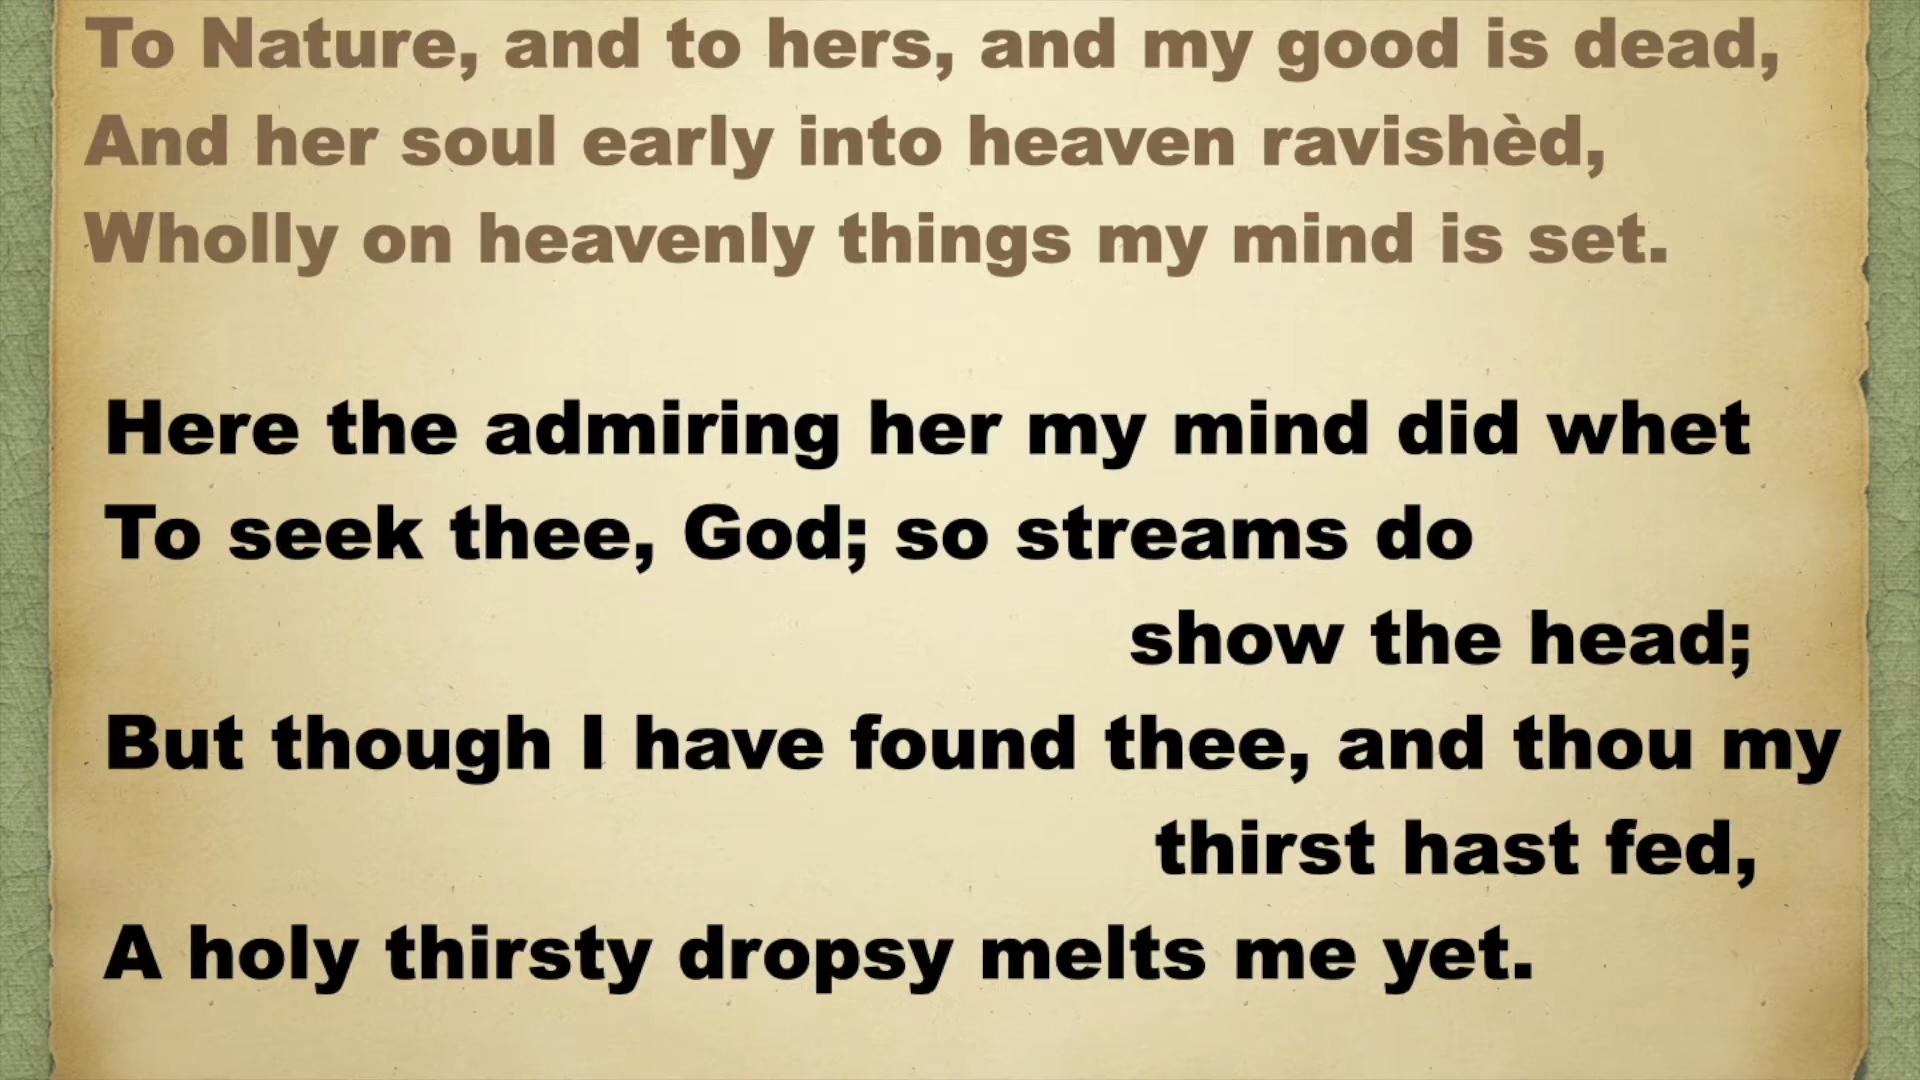 To Nature, and to hers, and my good is dead,
And her soul early into heaven ravishèd,
Wholly on heavenly things my mind is set.
Here the admiring her my mind did whet
To seek thee, God; so streams do
show the head;
But though I have found thee, and thou my
thirst hast fed,
A holy thirsty dropsy melts me yet.